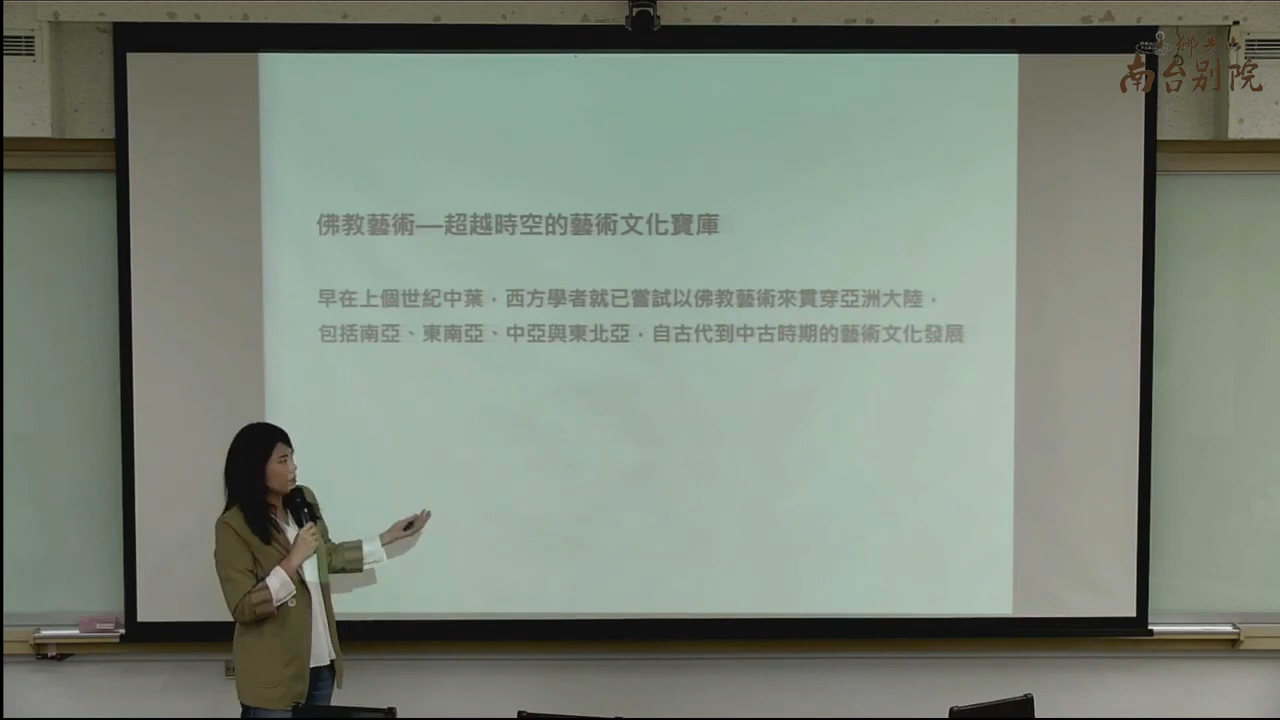 南台别院
佛教藝術—超越時空的藝術文化寶庫
早在上個世紀中葉，西方學者就已嘗試以佛教藝術來貫穿亞洲大陸，
包括南亞、東南亞、中亞與東北亞，自古代到中古時期的藝術文化發展